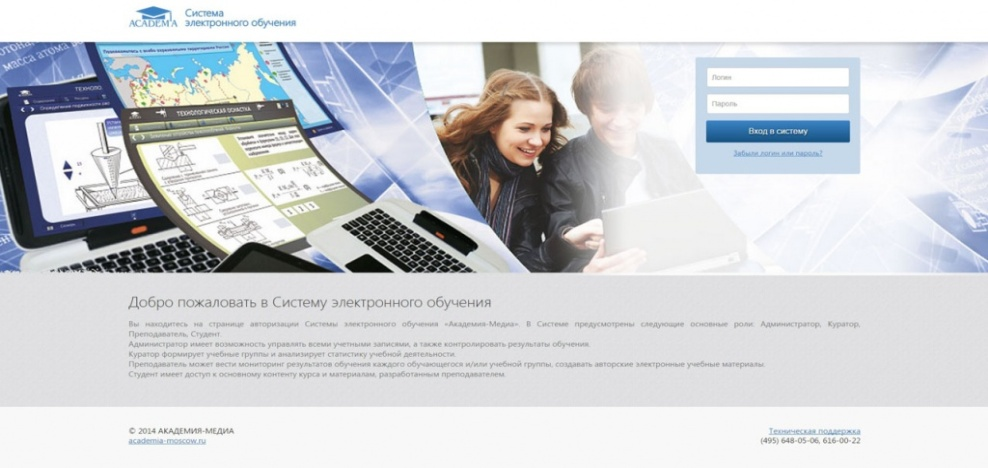 ACADEMIA
Система
электронного обучения
ТЕХНОЛО
ТЕХНОЛОГИЧЕСКАЯ ОСНАСТКА
Логин
Пароль
Вход в систему
Забыли логин или пароль?
Добро пожаловать в Систему электронного обучения
Вы находитесь на странице авторизации Системы электронного обучения «Академия-Медиа». В Системе предусмотрены следующие основные роли: Администратор, Куратор,
Преподаватель, Студент.
Администратор имеет возможность управлять всеми учетными записями, а также контролировать результаты обучения.
Куратор формирует учебные группы и анализирует статистику учебной деятельности.
Преподаватель может вести мониторинг результатов обучения каждого обучающегося и/или учебной группы, создавать авторские электронные учебные материалы.
Студент имеет доступ к основному контенту курса и материалам, разработанным преподавателем.
© 2014 АКАДЕМИЯ-МЕДИА
academia-moscow.ru
Техническая поддержка
(495) 648-05-06, 616-00-22